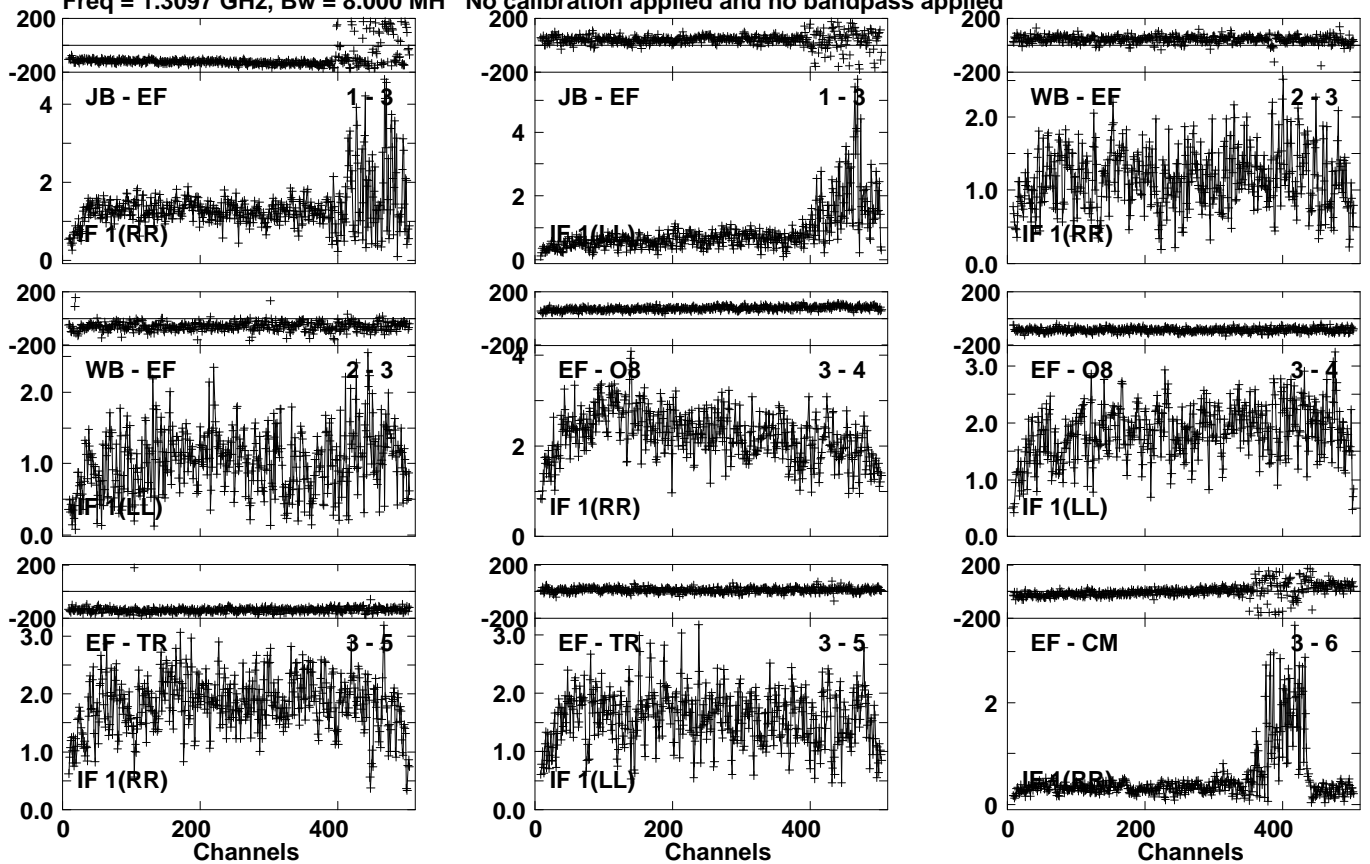 Freq = 1.3097 GHz, Bw = 8.000 MH No calibration applied and no bandpass applied
200
-200
JB - EF 1 - 3
4
2
0
IF 1(RR)
200
-200
JB - EF 1 - 3
4
2
0
IF 1(LL)
200
-200
WB - EF 2 - 3
2.0
1.0
0.0
IF 1(RR)
200
-200
WB - EF 2 - 3
2.0
1.0
0.0
IF 1(LL)
200
-200
EF - O8 3 - 4
4
2
0
IF 1(RR)
200
-200
EF - O8 3 - 4
3.0
2.0
1.0
0.0
IF 1(LL)
200
-200
EF - TR 3 - 5
3.0
2.0
1.0
0.0
IF 1(RR)
0 200 400
Channels
200
-200
EF - TR 3 - 5
3.0
2.0
1.0
0.0
IF 1(LL)
0 200 400
Channels
200
-200
EF - CM 3 - 6
2
0
IF 1(RR)
0 200 400
Channels